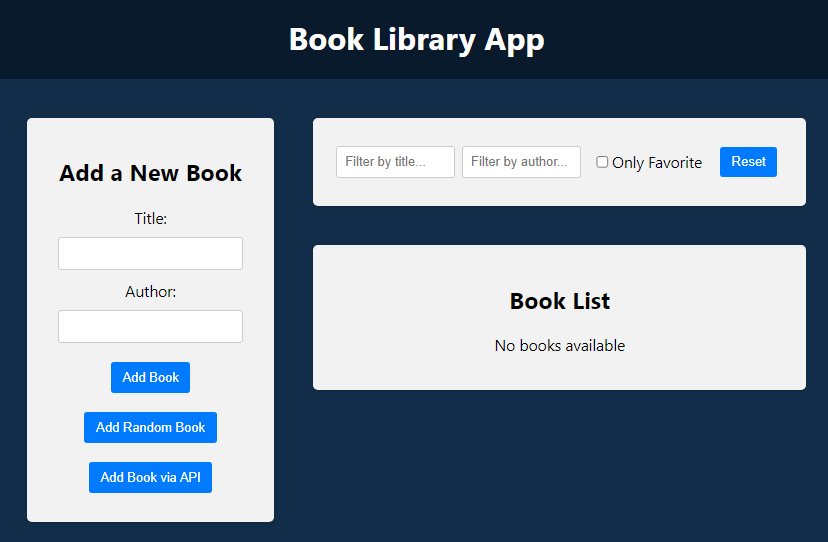 Book Library App
Add a New Book
Title:
Author:
Add Book
Add Random Book
Add Book via API
Filter by title... Filter by author... Only Favorite Reset
Book List
No books available